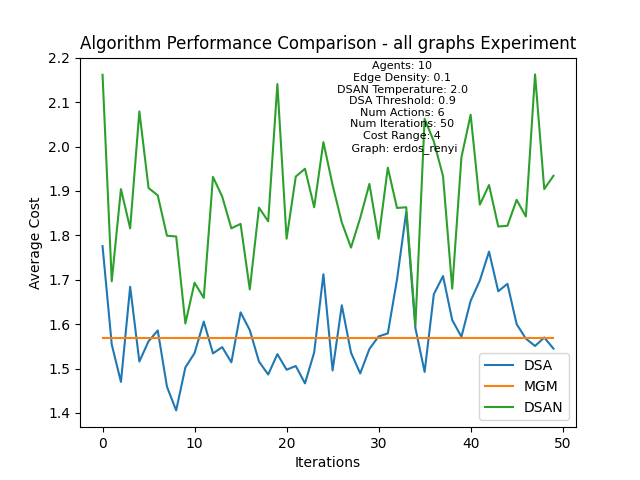 Algorithm Performance Comparison - all graphs Experiment
Agents: 10
Edge Density: 0.1
DSAN Temperature: 2.0
DSA Threshold: 0.9
Num Actions: 6
Num Iterations: 50
Cost Range: 4
Graph: erdos_renyi
Average Cost
2.2
2.1
2.0
1.9
1.8
1.7
1.6
1.5
1.4
0
10
20
30
40
50
Iterations
DSA
MGM
DSAN